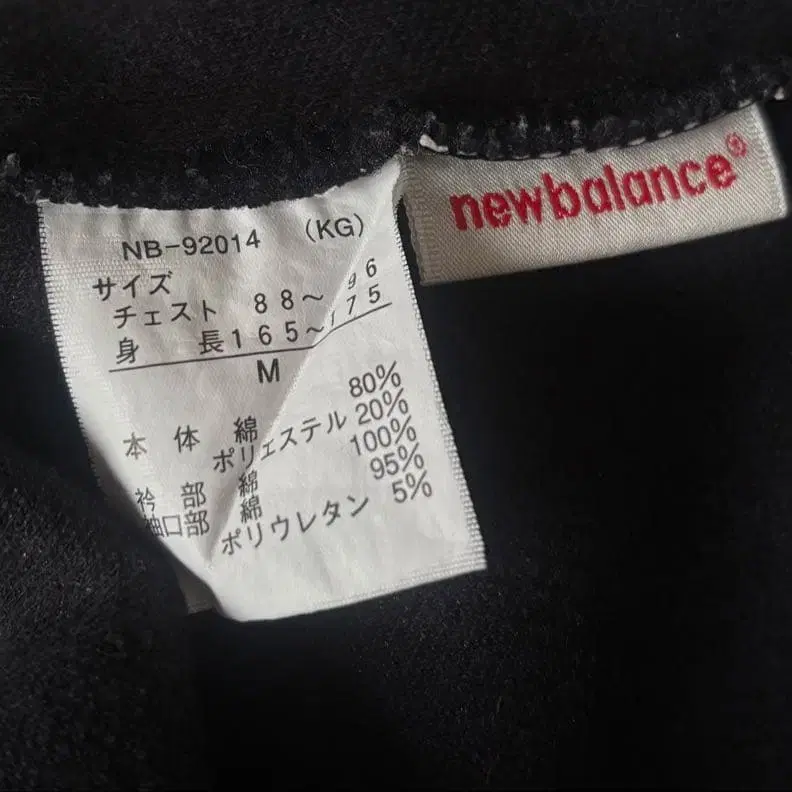 NB-92014 (KG)
サイズ
チェスト 88～96
身 長165～175
M
本 体 綿 80%
ポリエステル 20%
衿 部 綿 100%
袖口部 綿 95%
ポリウレタン 5%
newbalance®